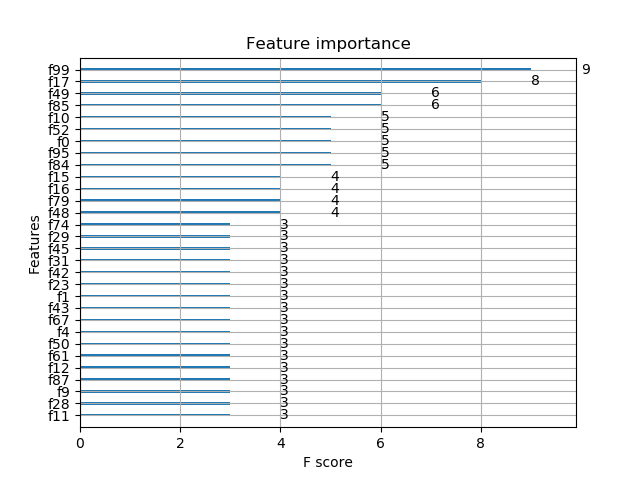 Feature importance
f99 9
f17 8
f49 6
f85 6
f10 5
f52 5
f0 5
f95 5
f84 5
f15 4
f16 4
f79 4
f48 4
f74 3
f29 3
f45 3
f31 3
f42 3
f23 3
f1 3
f43 3
f67 3
f4 3
f50 3
f61 3
f12 3
f87 3
f9 3
f28 3
f11 3
Features
0 2 4 6 8
F score